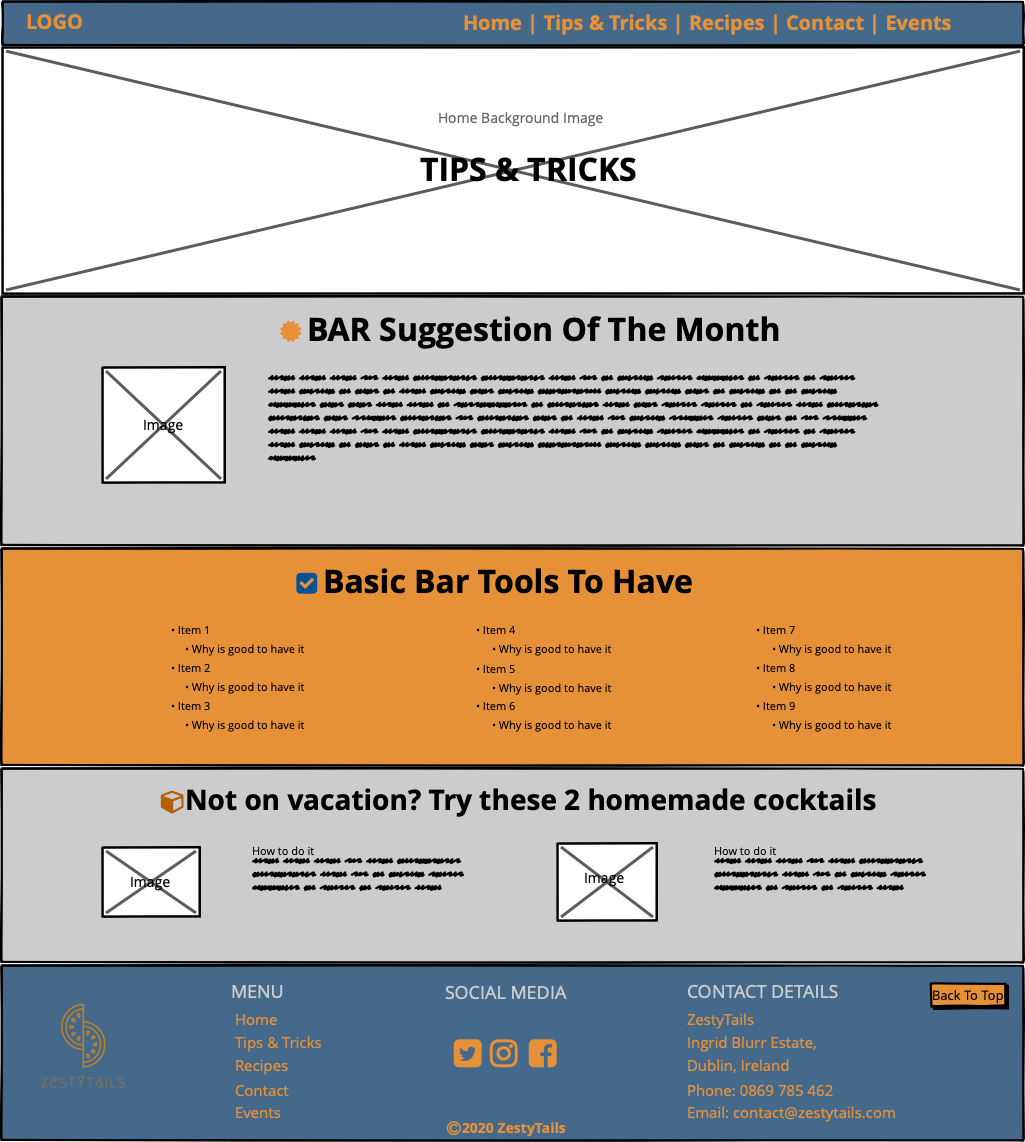 LOGO
Home | Tips & Tricks | Recipes | Contact | Events
Home Background Image
TIPS & TRICKS
BAR Suggestion Of The Month
Image
Basic Bar Tools To Have
• Item 1
• Why is good to have it
• Item 2
• Why is good to have it
• Item 3
• Why is good to have it
• Item 4
• Why is good to have it
• Item 5
• Why is good to have it
• Item 6
• Why is good to have it
• Item 7
• Why is good to have it
• Item 8
• Why is good to have it
• Item 9
• Why is good to have it
Not on vacation? Try these 2 homemade cocktails
Image
How to do it
Image
How to do it
ZESTYTAILS
MENU
Home
Tips & Tricks
Recipes
Contact
Events
SOCIAL MEDIA
CONTACT DETAILS
ZestyTails
Ingrid Blurr Estate,
Dublin, Ireland
Phone: 0869 785 462
Email: contact@zestytails.com
Back To Top
©2020 ZestyTails